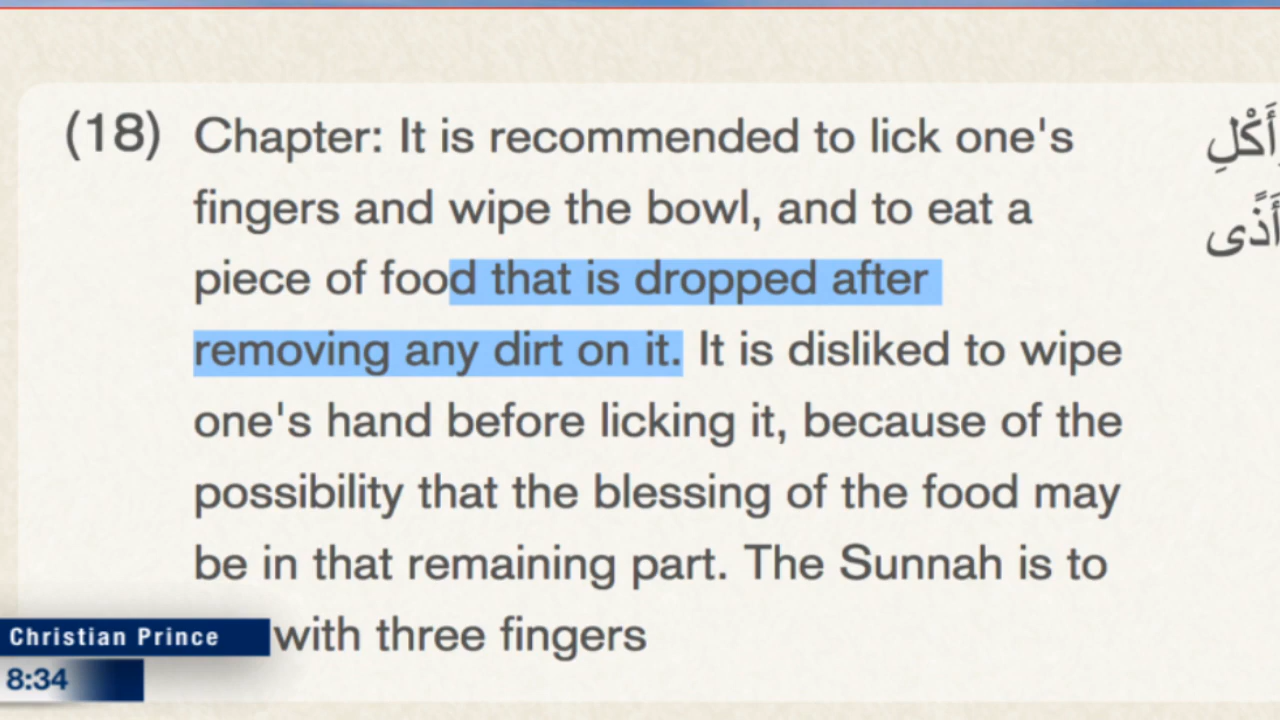 (18) Chapter: It is recommended to lick one's
fingers and wipe the bowl, and to eat a
piece of food that is dropped after
removing any dirt on it. It is disliked to wipe
one's hand before licking it, because of the
possibility that the blessing of the food may
be in that remaining part. The Sunnah is to
with three fingers
أَكْلِ
أَذًى
Christian Prince
8:34